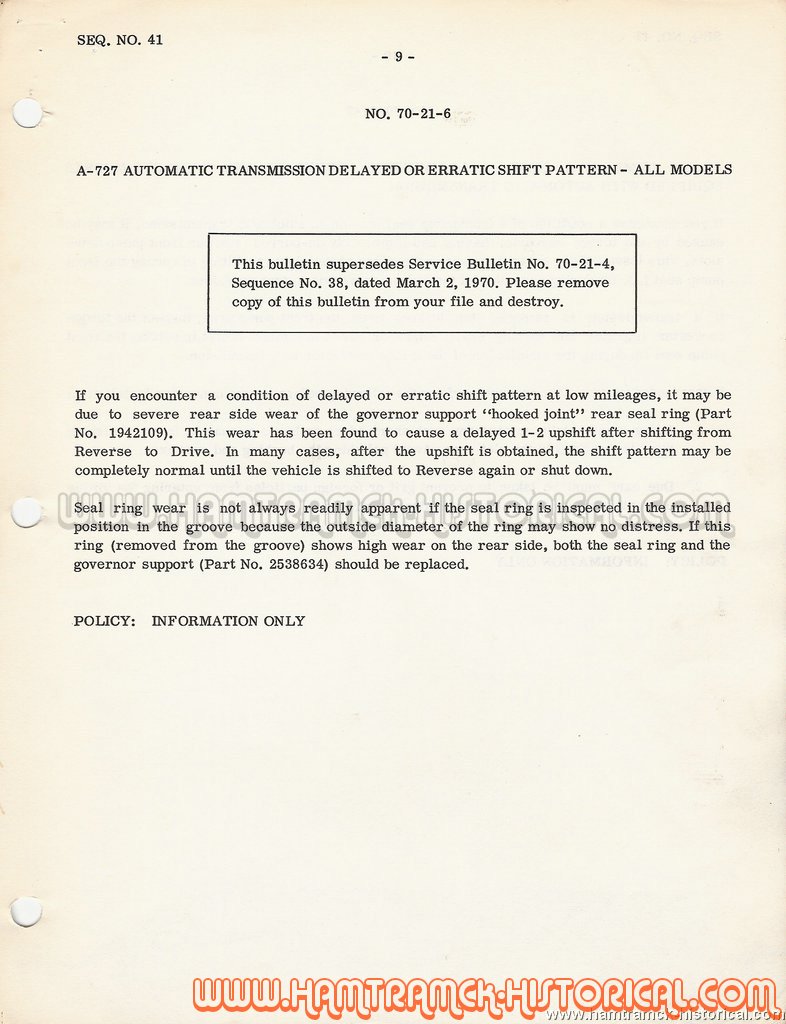 SEQ. NO. 41
- 9 -
NO. 70-21-6
A-727 AUTOMATIC TRANSMISSION DELAYED OR ERRATIC SHIFT PATTERN - ALL MODELS
This bulletin supersedes Service Bulletin No. 70-21-4,
Sequence No. 38, dated March 2, 1970. Please remove
copy of this bulletin from your file and destroy.
If you encounter a condition of delayed or erratic shift pattern at low mileages, it may be
due to severe rear side wear of the governor support "hooked joint" rear seal ring (Part
No. 1942109). This wear has been found to cause a delayed 1-2 upshift after shifting from
Reverse to Drive. In many cases, after the upshift is obtained, the shift pattern may be
completely normal until the vehicle is shifted to Reverse again or shut down.
www.HAMTRAMCK-HISTORICAL.COM
Seal ring wear is not always readily apparent if the seal ring is inspected in the installed
position in the groove because the outside diameter of the ring may show no distress. If this
ring (removed from the groove) shows high wear on the rear side, both the seal ring and the
governor support (Part No. 2538634) should be replaced.
POLICY: INFORMATION ONLY
www.HAMTRAMCK-HISTORICAL.COM
www.hamtramck-historical.com